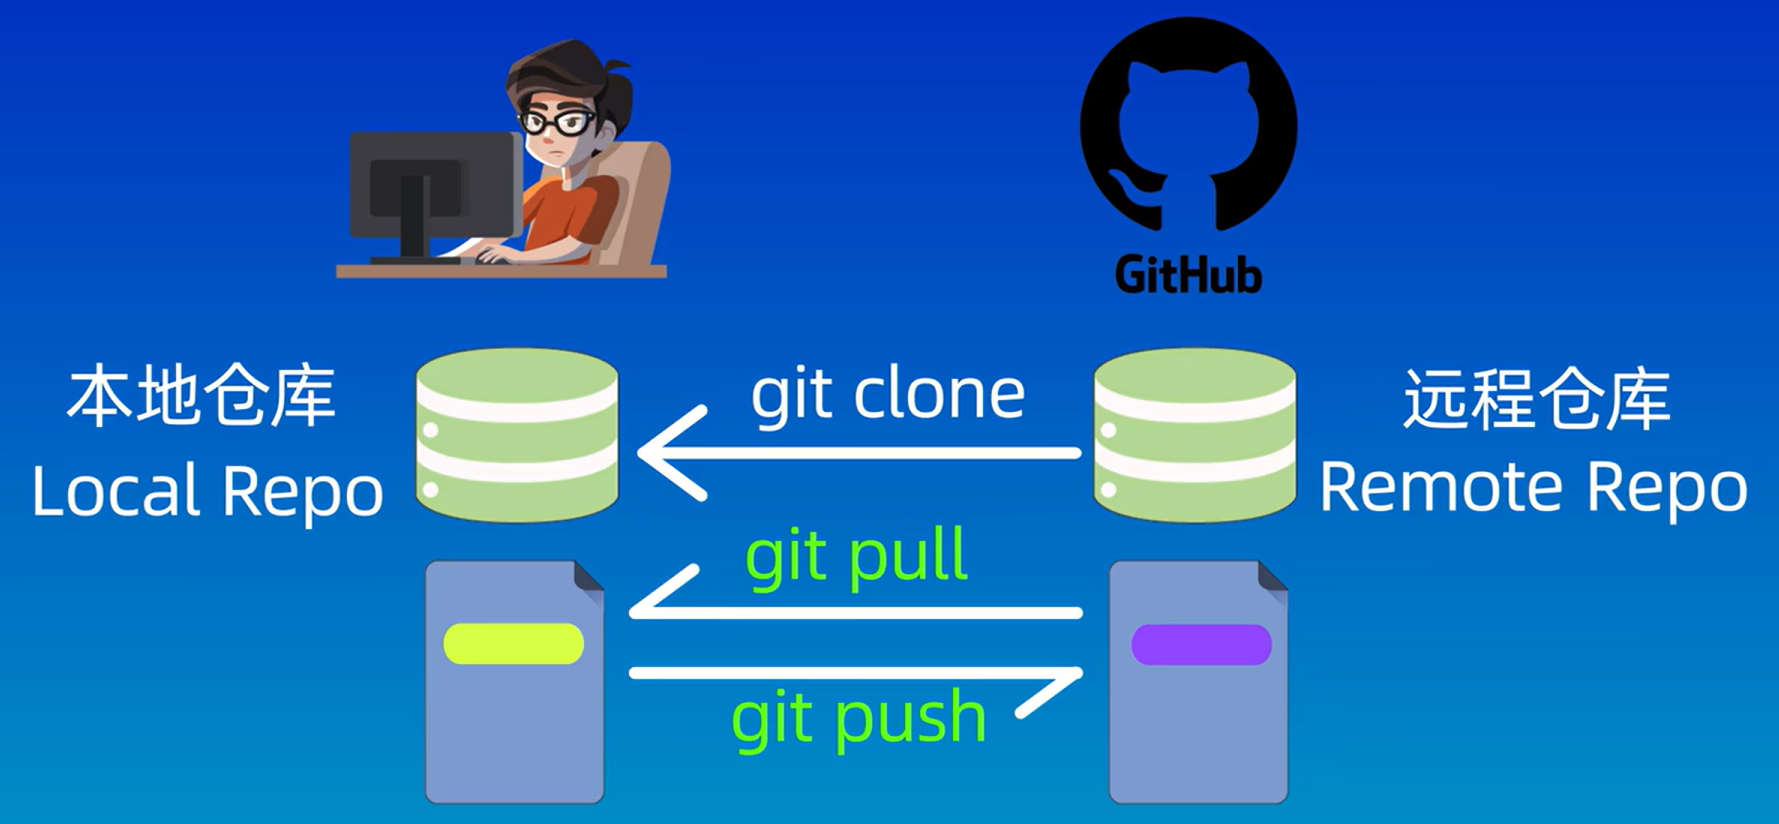 GitHub
本地仓库
Local Repo
git clone
远程仓库
Remote Repo
git pull
git push